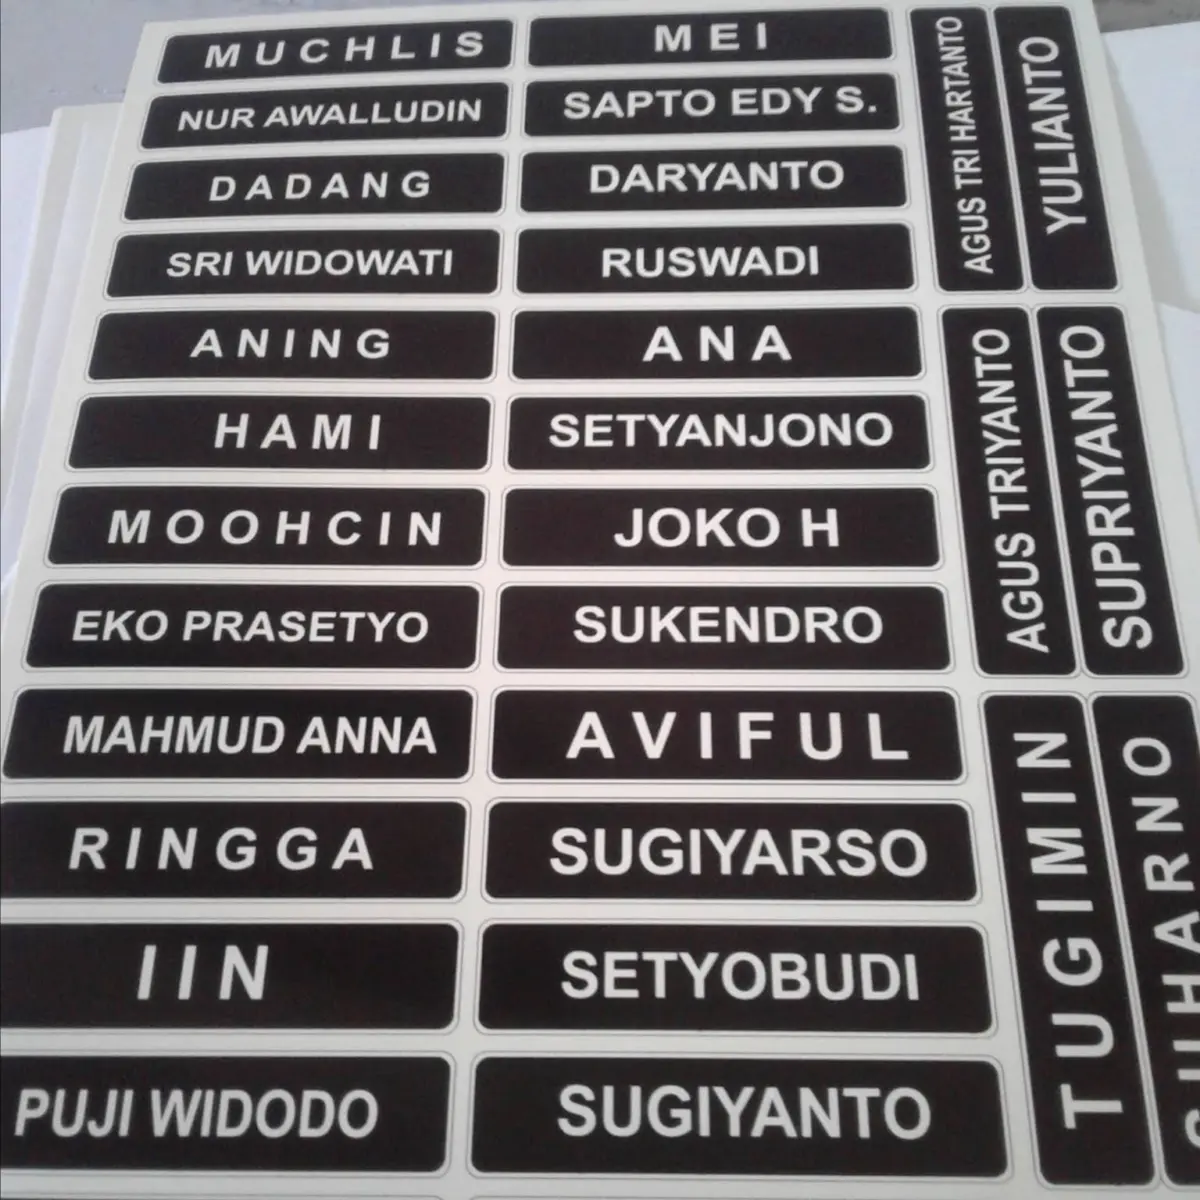 MUCHLIS
MEI
NUR AWALLUDIN
SAPTO EDY S.
DADANG
DARYANTO
SRI WIDOWATI
RUSWADI
ANING
ANA
HAMI
SETYANJONO
MOOHCIN
JOKO H
EKO PRASETYO
SUKENDRO
MAHMUD ANNA
AVIFUL
RINGGA
SUGIYARSO
IIN
SETYOBUDI
PUJI WIDODO
SUGIYANTO
AGUS TRI HARTANTO
YULIANTO
AGUS TRIYANTO
SUPRIYANTO
TUGIMIN
SUHARNO